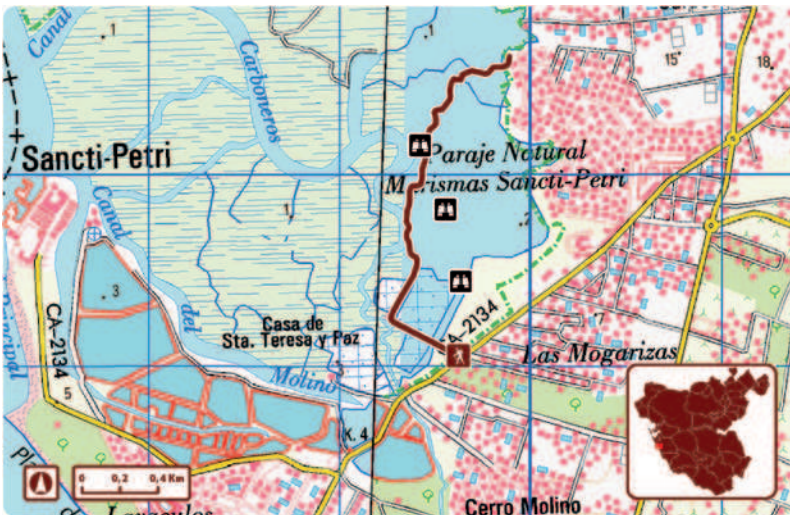 Canal
1
1
Carboneros
15
18
Sancti-Petri
Paraje Natural
Marismas Sancti-Petri
1
2
Canal
del
Molino
3
CA-2134
Casa de
Sta. Teresa y Paz
CA-2134
7
Las Mogarizas
Principal
5
K. 4
0 0,2 0,4 Km
Cerro Molino